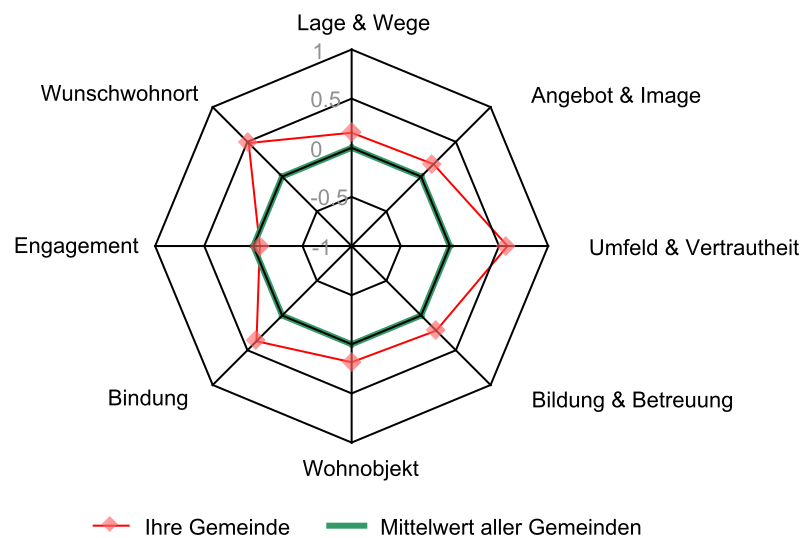 Lage & Wege
1
Wunschwohnort
Angebot & Image
0.5
0
-0.5
Engagement
-1
Umfeld & Vertrautheit
Bindung
Bildung & Betreuung
Wohnobjekt
Ihre Gemeinde
Mittelwert aller Gemeinden